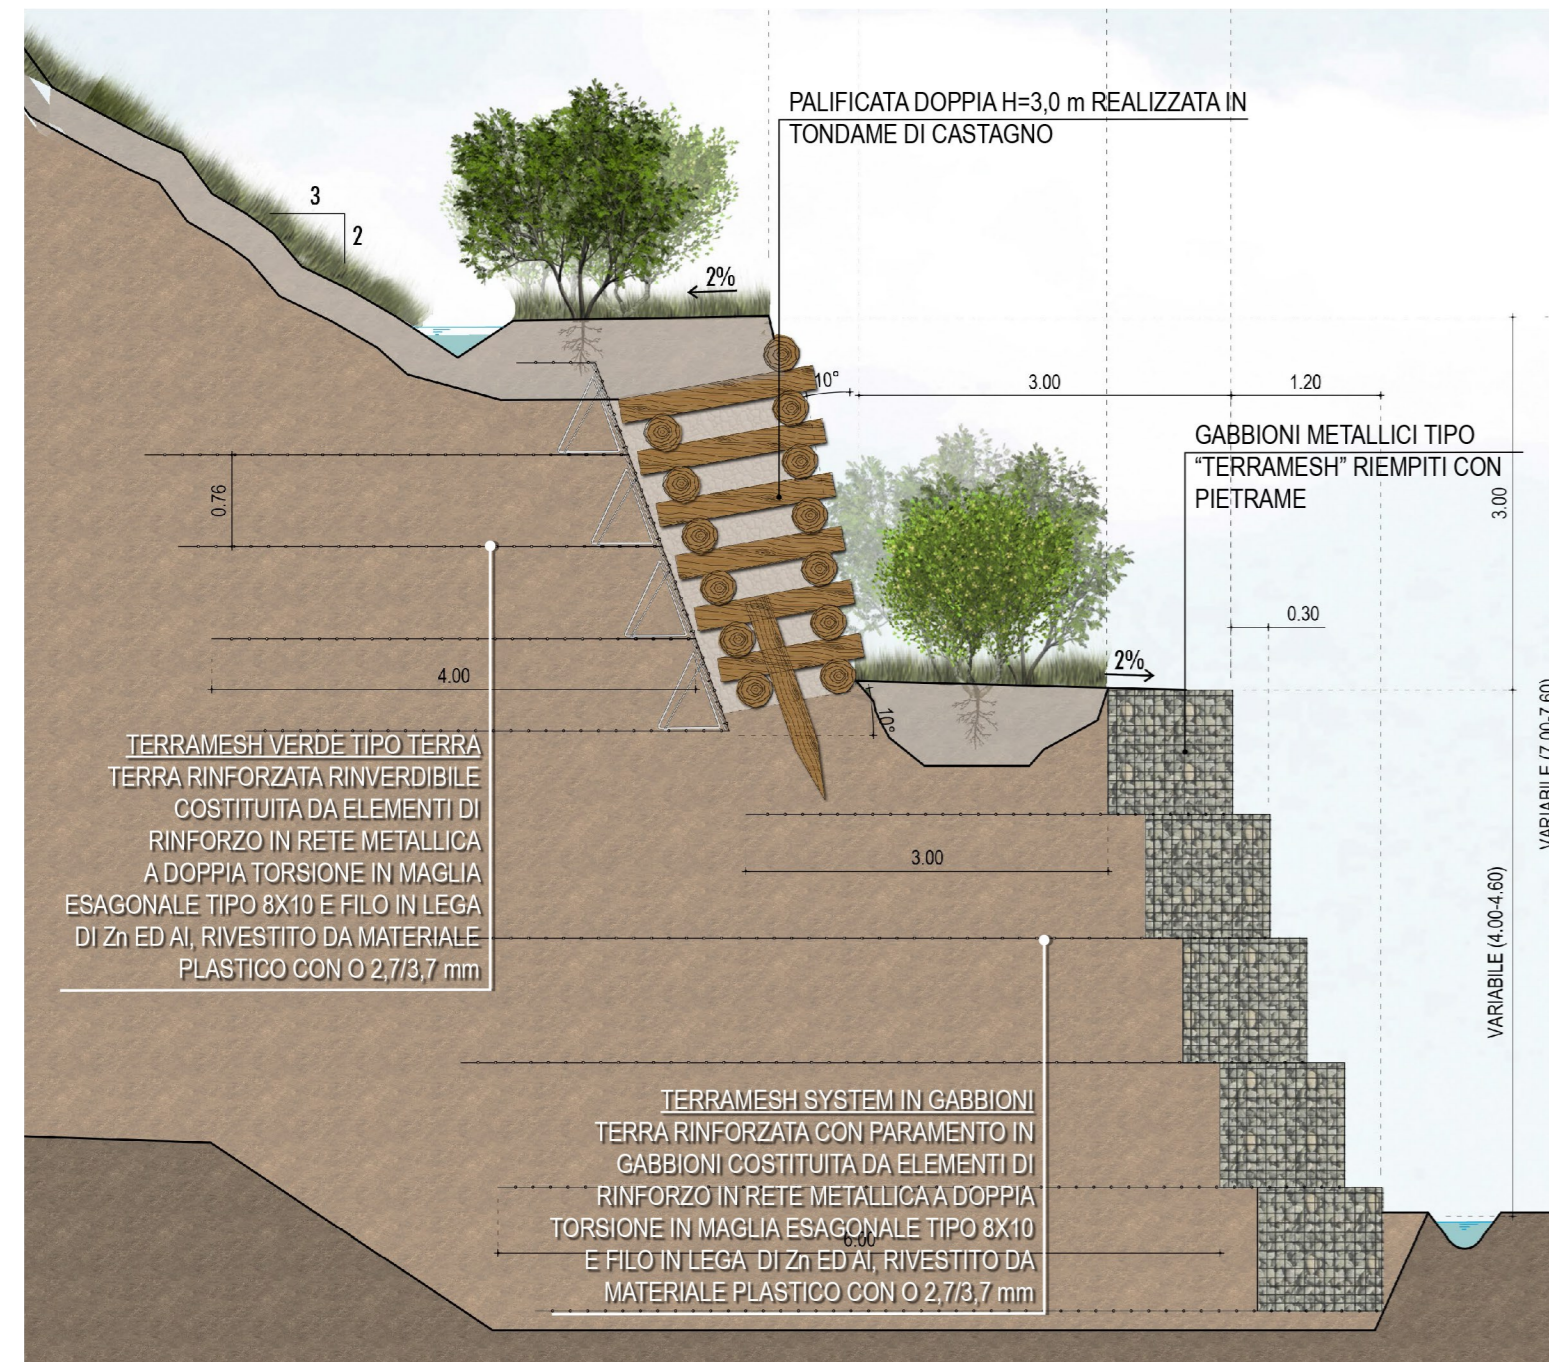 PALIFICATA DOPPIA H=3,0 m REALIZZATA IN
TONDAME DI CASTAGNO
3
2
2%
10°
3.00
1.20
GABBIONI METALLICI TIPO
“TERRAMESH” RIEMPITI CON
PIETRAME
3.00
0.76
0.30
2%
4.00
10°
VARIABILE (7.00-7.60)
TERRAMESH VERDE TIPO TERRA
TERRA RINFORZATA RINVERDIBILE
COSTITUITA DA ELEMENTI DI
RINFORZO IN RETE METALLICA
A DOPPIA TORSIONE IN MAGLIA
ESAGONALE TIPO 8X10 E FILO IN LEGA
DI Zn ED Al, RIVESTITO DA MATERIALE
PLASTICO CON O 2,7/3,7 mm
3.00
VARIABILE (4.00-4.60)
TERRAMESH SYSTEM IN GABBIONI
TERRA RINFORZATA CON PARAMENTO IN
GABBIONI COSTITUITA DA ELEMENTI DI
RINFORZO IN RETE METALLICA A DOPPIA
TORSIONE IN MAGLIA ESAGONALE TIPO 8X10
6.00
E FILO IN LEGA DI Zn ED Al, RIVESTITO DA
MATERIALE PLASTICO CON O 2,7/3,7 mm